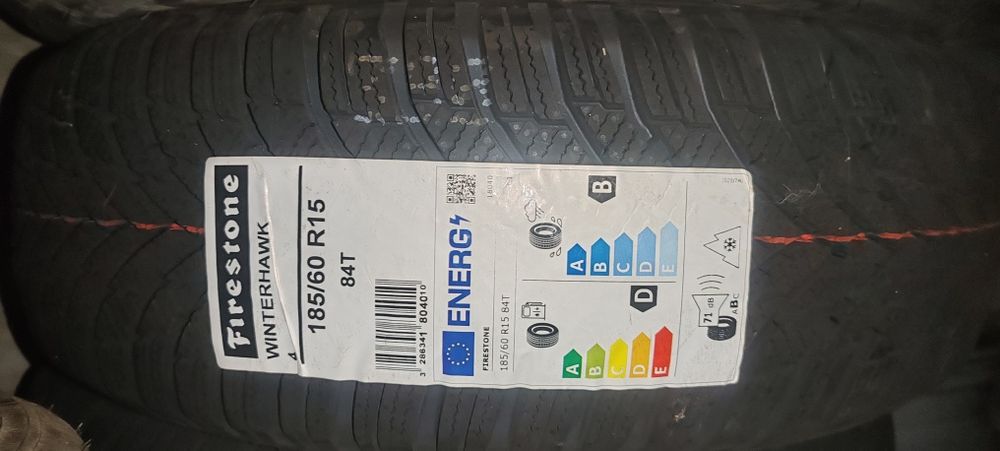 Firestone
WINTERHAWK
4
185/60 R15
84T
3 286341 804010
ENERG
18040
FIRESTONE
185/60 R15 84T
B
A
B
C
D
E
D
A
B
C
D
E
71 dB
ABC